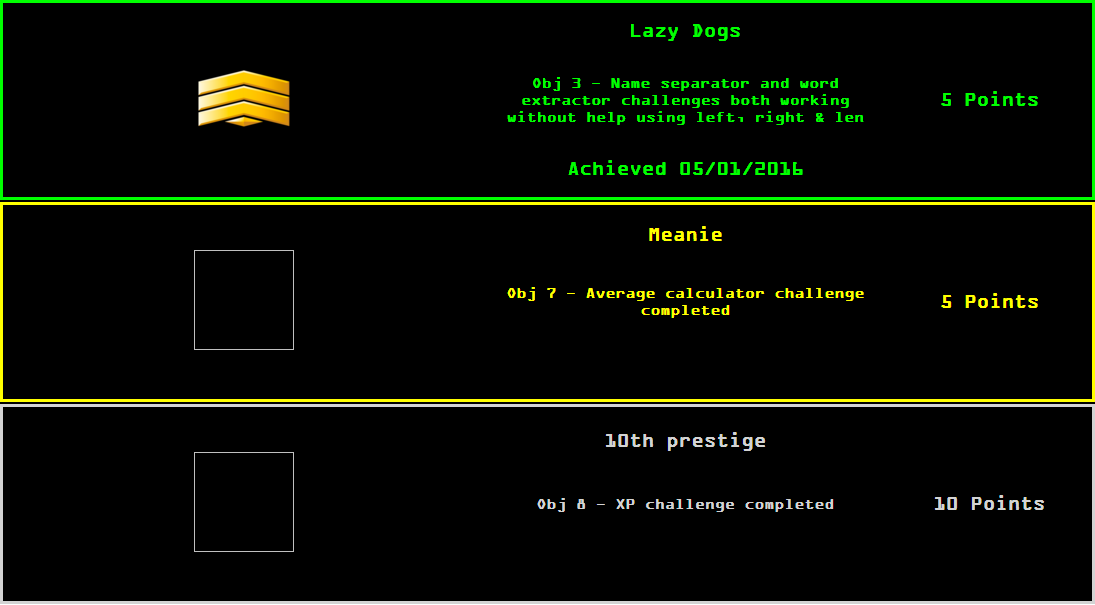 Lazy Dogs
Obj 3 - Name separator and word
extractor challenges both working
without help using left, right & len
5 Points
Achieved 05/01/2016
Meanie
Obj 7 - Average calculator challenge
completed
5 Points
10th prestige
Obj 8 - XP challenge completed
10 Points